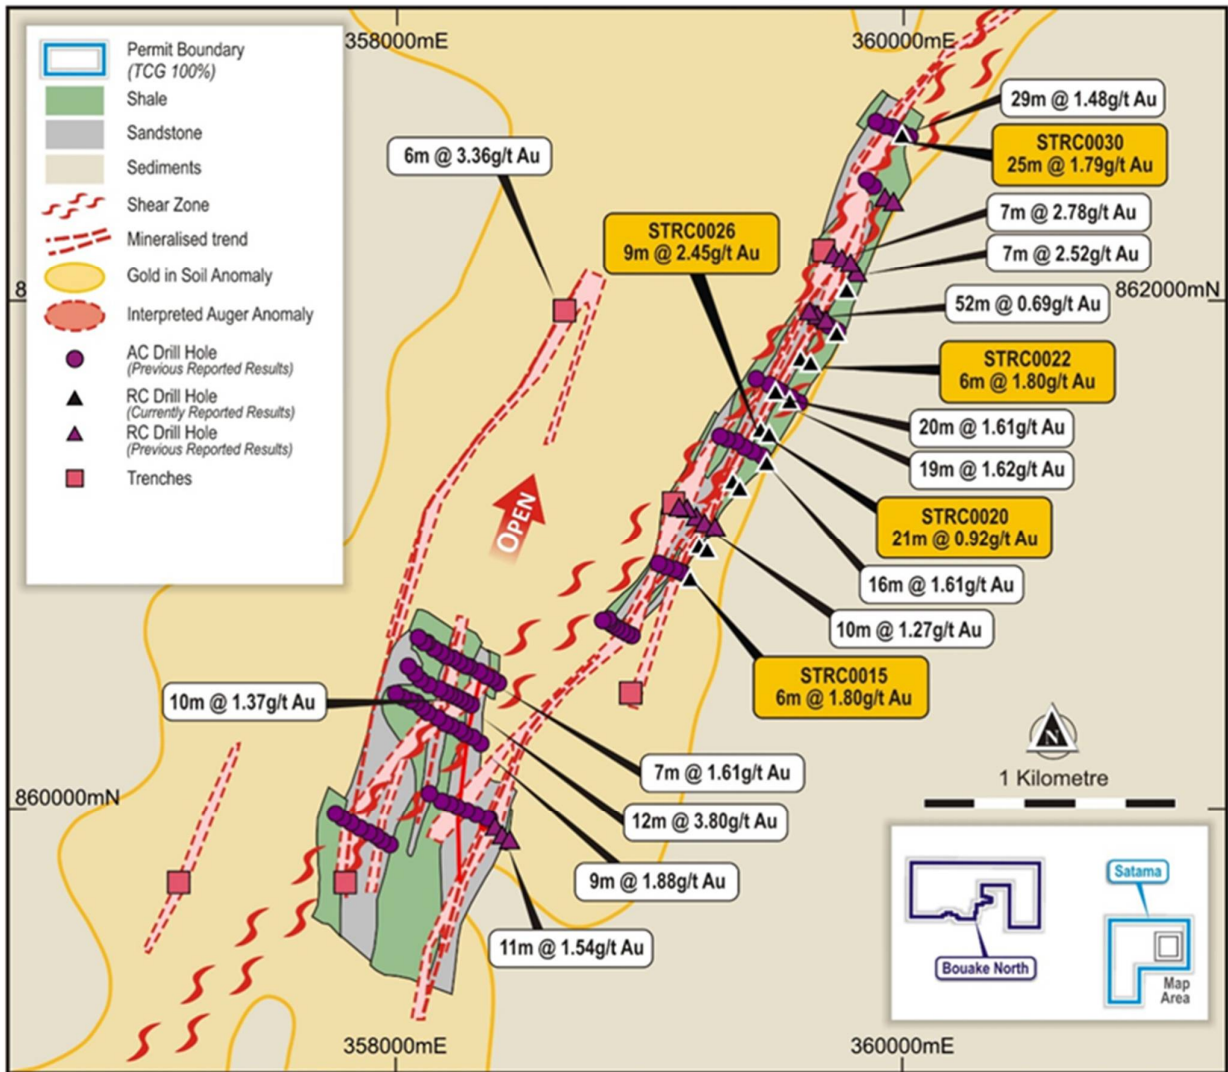 358000mE
360000mE
Permit Boundary
(TCG 100%)
Shale
Sandstone
Sediments
Shear Zone
Mineralised trend
Gold in Soil Anomaly
Interpreted Auger Anomaly
AC Drill Hole
(Previous Reported Results)
RC Drill Hole
(Currently Reported Results)
RC Drill Hole
(Previous Reported Results)
Trenches
6m @ 3.36g/t Au
STRC0026
9m @ 2.45g/t Au
29m @ 1.48g/t Au
STRC0030
25m @ 1.79g/t Au
7m @ 2.78g/t Au
7m @ 2.52g/t Au
8
862000mN
52m @ 0.69g/t Au
STRC0022
6m @ 1.80g/t Au
20m @ 1.61g/t Au
19m @ 1.62g/t Au
STRC0020
21m @ 0.92g/t Au
OPEN
16m @ 1.61g/t Au
10m @ 1.27g/t Au
STRC0015
6m @ 1.80g/t Au
10m @ 1.37g/t Au
7m @ 1.61g/t Au
12m @ 3.80g/t Au
9m @ 1.88g/t Au
11m @ 1.54g/t Au
860000mN
N
1 Kilometre
Satama
Bouake North
Map
Area
358000mE
360000mE